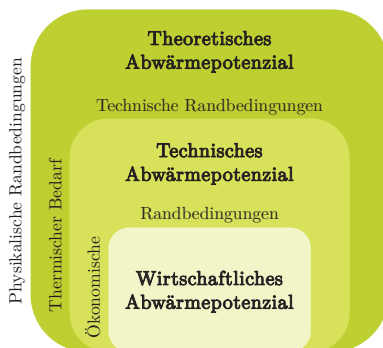 Theoretisches
Abwärmepotenzial
Technische Randbedingungen
Technisches
Abwärmepotenzial
Randbedingungen
Wirtschaftliches
Abwärmepotenzial
Physikalische Randbedingungen
Thermischer Bedarf
Ökonomische